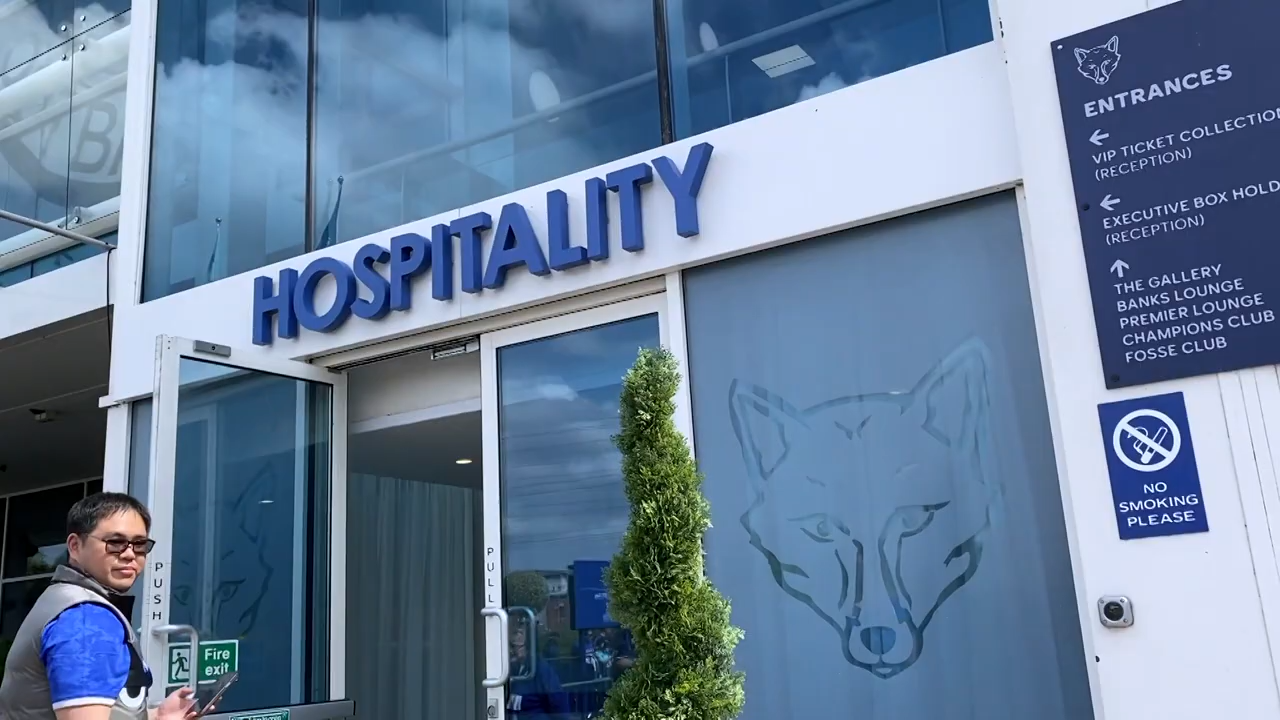 HOSPITALITY
ENTRANCES
VIP TICKET COLLECTION
(RECEPTION)
EXECUTIVE BOX HOLD
(RECEPTION)
THE GALLERY
BANKS LOUNGE
PREMIER LOUNGE
CHAMPIONS CLUB
FOSSE CLUB
NO
SMOKING
PLEASE
PUSH
PULL
Fire
exit